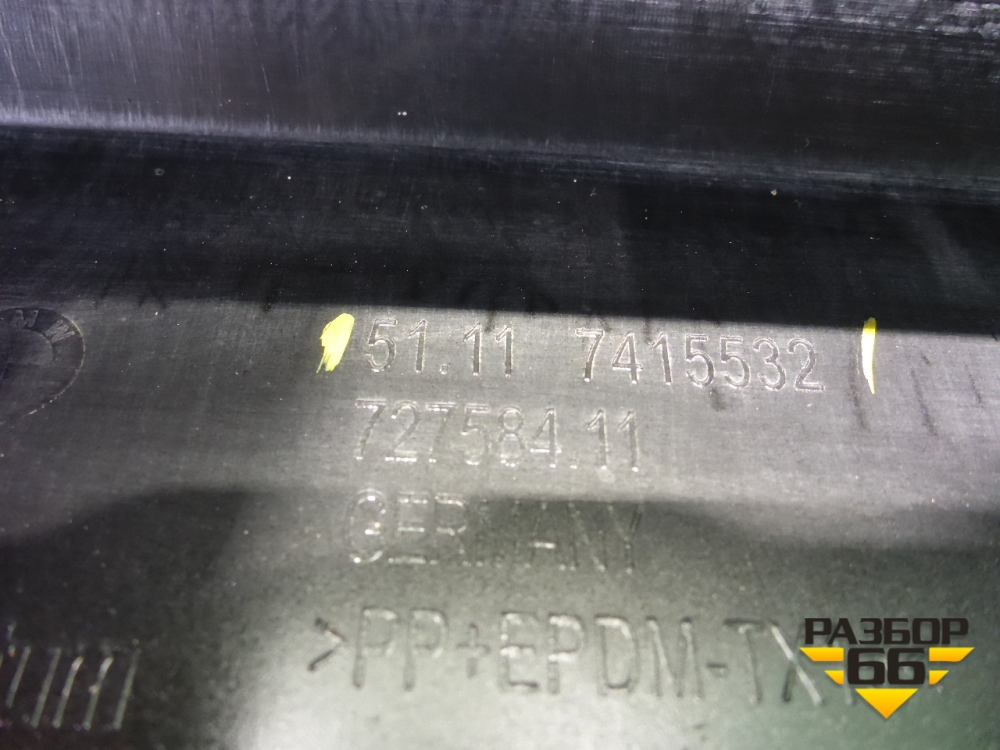 51.11 7415532
727584.11
GERMANY
>PP+EPDM-TX
РАЗБОР
66